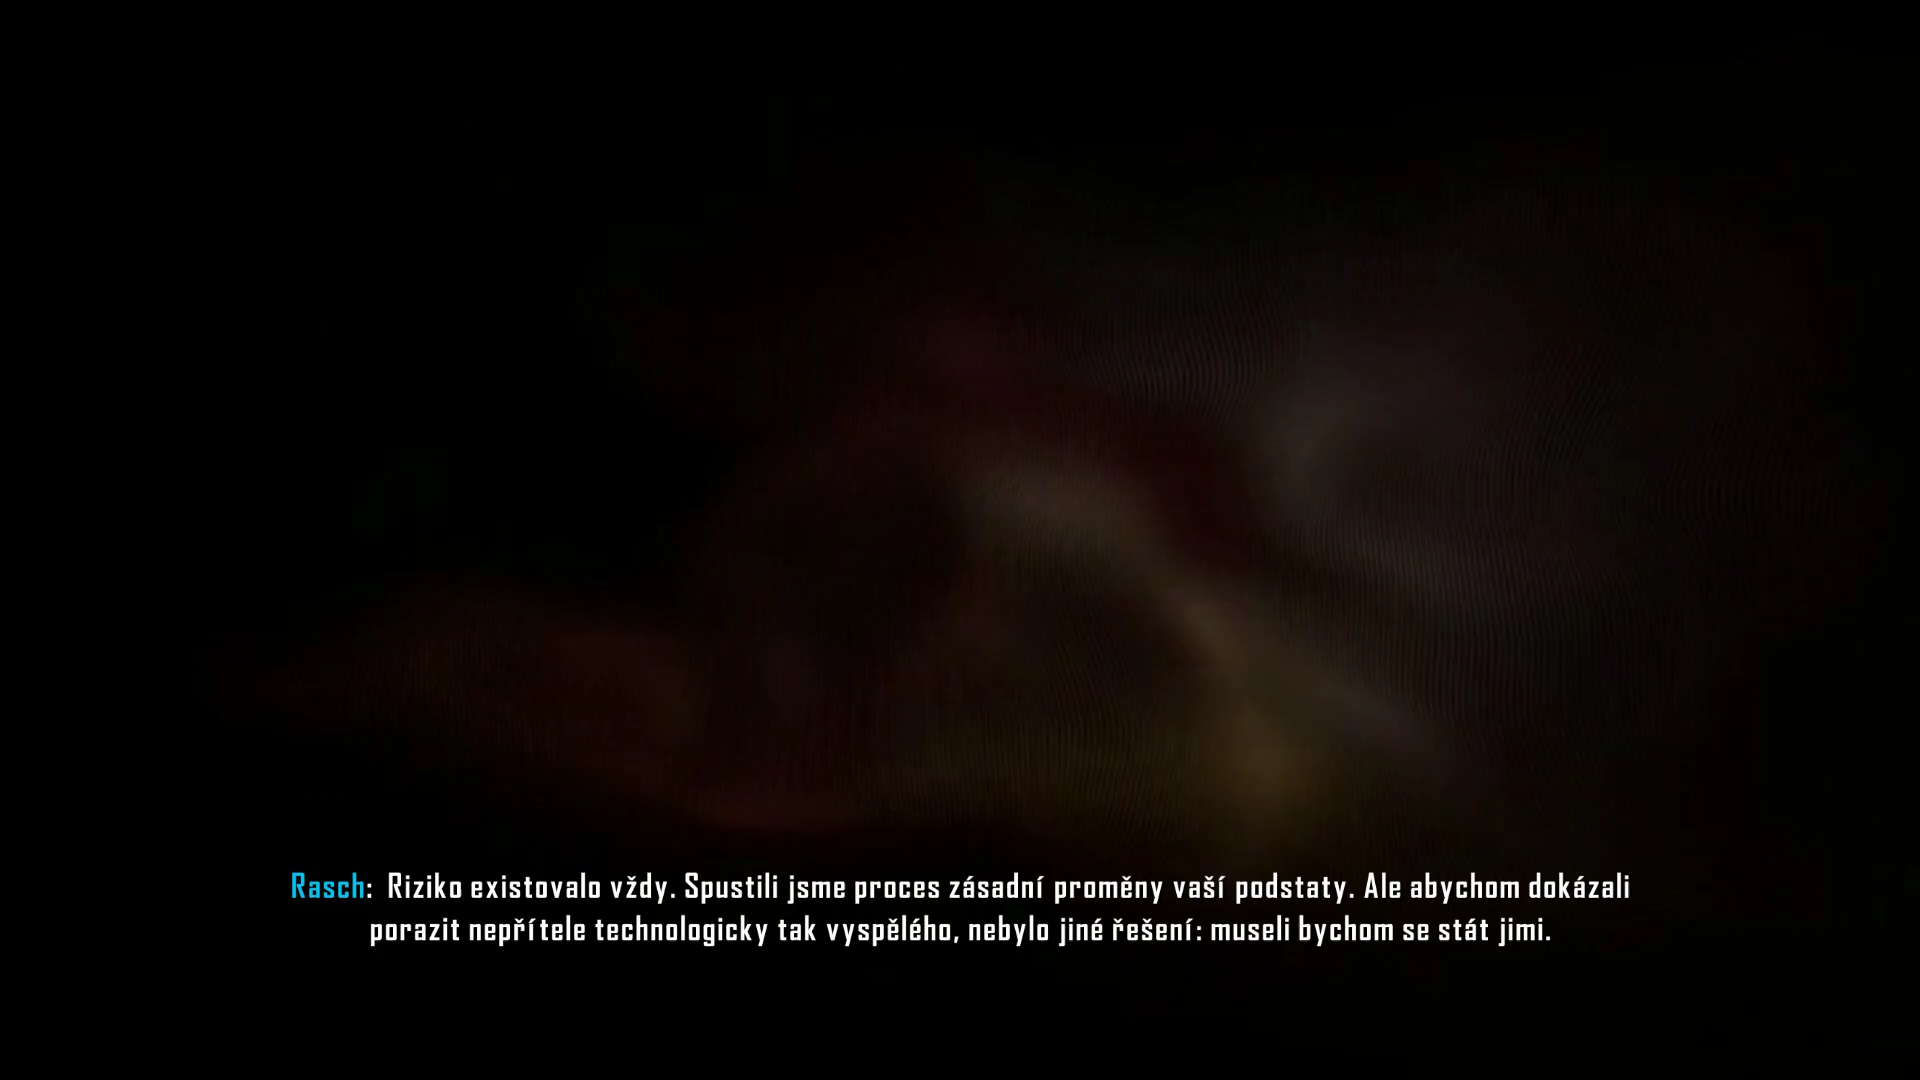 Rasch: Riziko existovalo vždy. Spustili jsme proces zásadní proměny vaší podstaty. Ale abychom dokázali
porazit nepřítele technologicky tak vyspělého, nebylo jiné řešení: museli bychom se stát jimi.